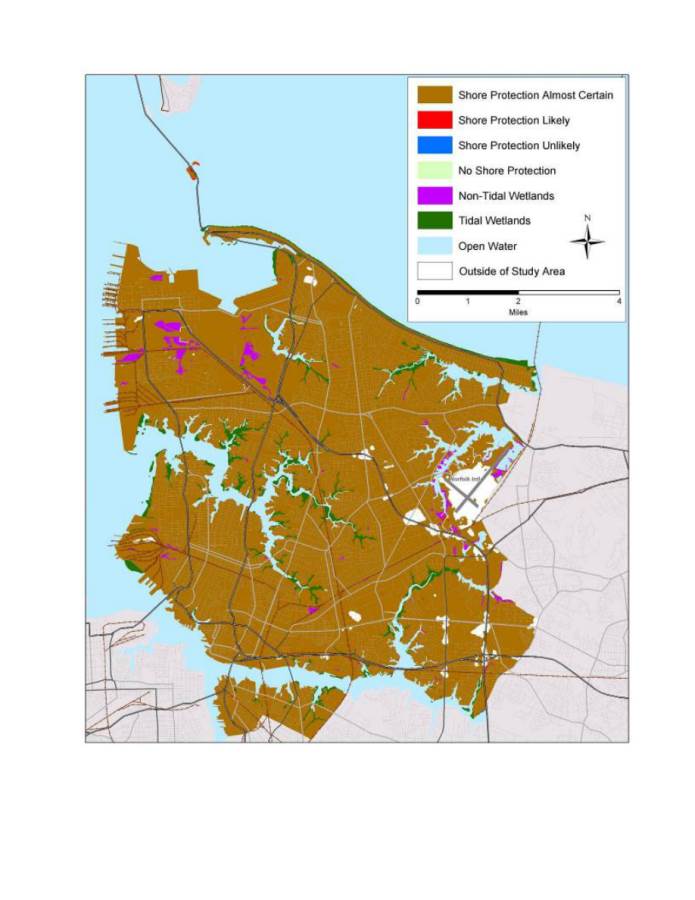 Shore Protection Almost Certain
Shore Protection Likely
Shore Protection Unlikely
No Shore Protection
Non-Tidal Wetlands
Tidal Wetlands
N
Open Water
Outside of Study Area
0 1 2 4
Miles
Norfolk Intl